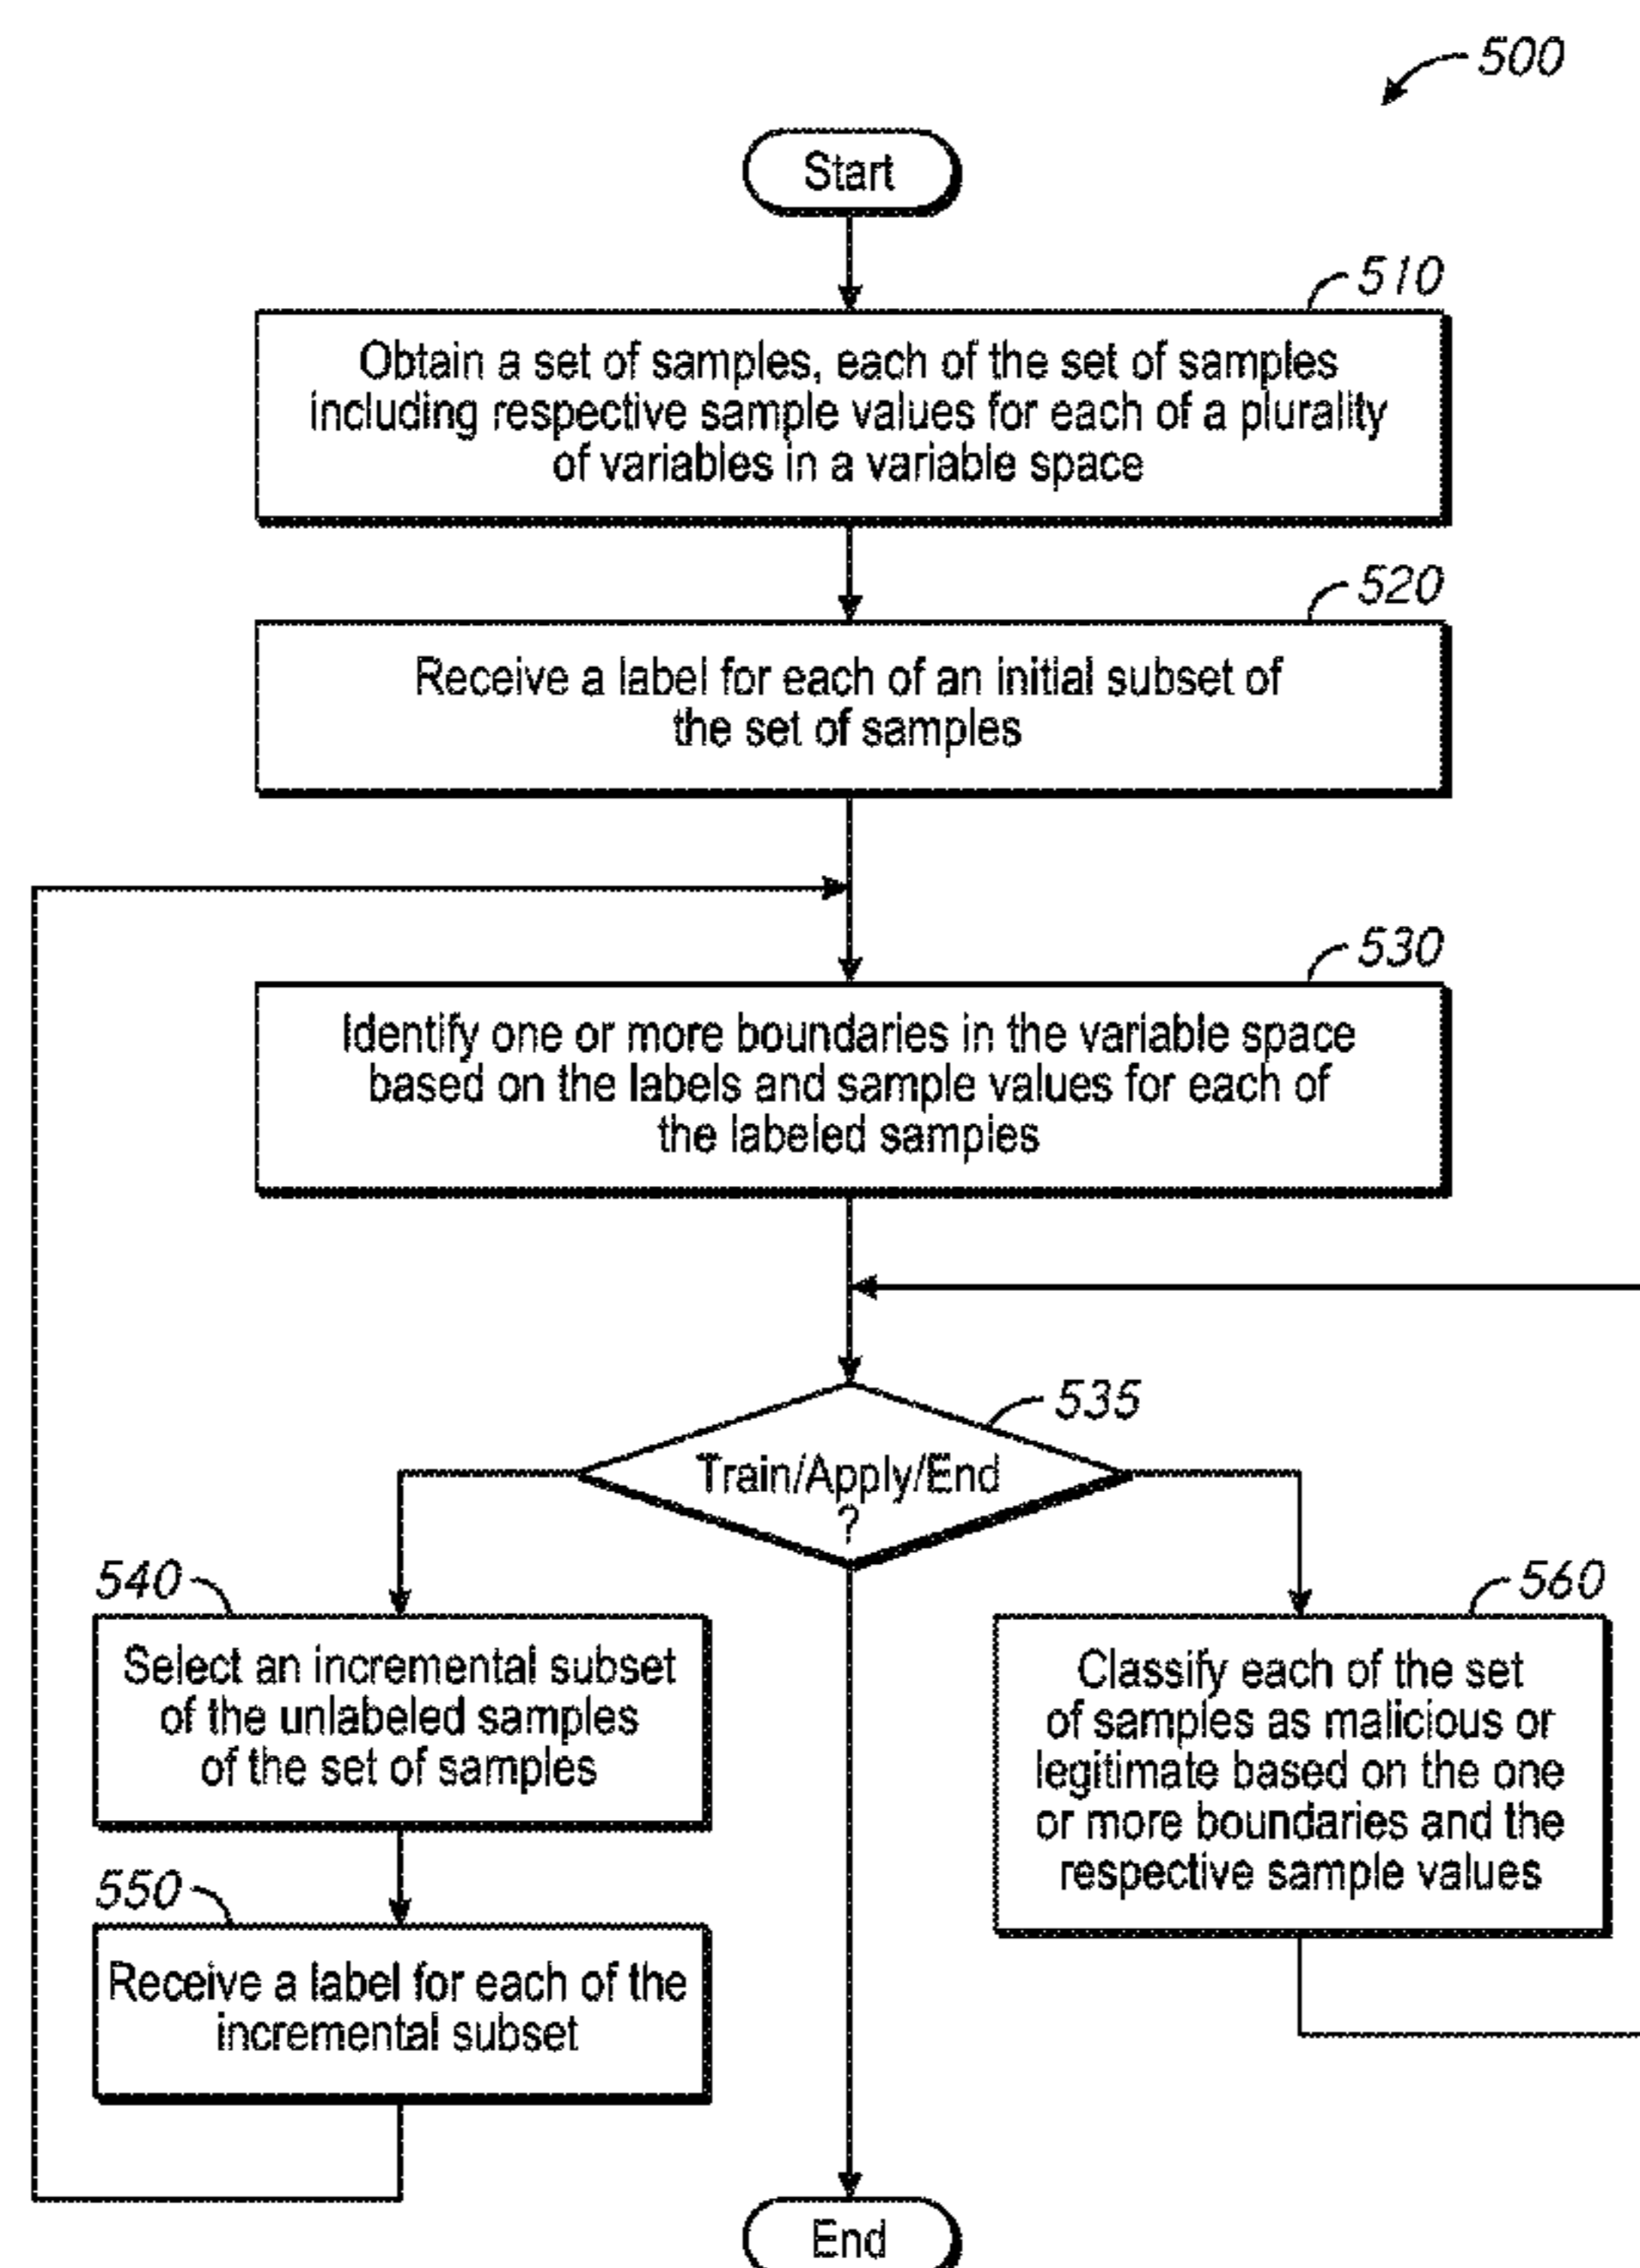 500
Start
510
Obtain a set of samples, each of the set of samples
including respective sample values for each of a plurality
of variables in a variable space
520
Receive a label for each of an initial subset of
the set of samples
530
Identify one or more boundaries in the variable space
based on the labels and sample values for each of
the labeled samples
535
Train/Apply/End
?
540
Select an incremental subset
of the unlabeled samples
of the set of samples
550
Receive a label for each of the
incremental subset
560
Classify each of the set
of samples as malicious or
legitimate based on the one
or more boundaries and the
respective sample values
End